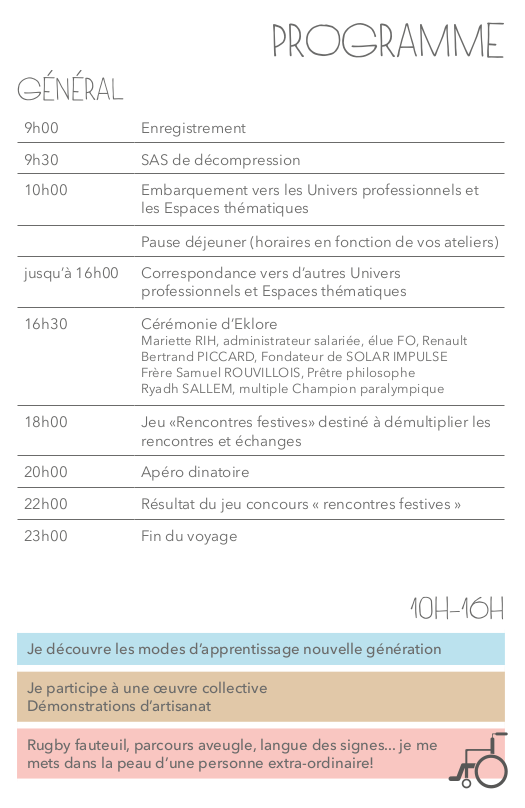 PROGRAMME
GÉNÉRAL
9h00 Enregistrement
9h30 SAS de décompression
10h00 Embarquement vers les Univers professionnels et
les Espaces thématiques
Pause déjeuner (horaires en fonction de vos ateliers)
jusqu'à 16h00 Correspondance vers d'autres Univers
professionnels et Espaces thématiques
16h30 Cérémonie d'Eklore
Mariette RIH, administrateur salariée, élue FO, Renault
Bertrand PICCARD, Fondateur de SOLAR IMPULSE
Frère Samuel ROUVILLOIS, Prêtre philosophe
Ryadh SALLEM, multiple Champion paralympique
18h00 Jeu «Rencontres festives» destiné à démultiplier les
rencontres et échanges
20h00 Apéro dinatoire
22h00 Résultat du jeu concours « rencontres festives »
23h00 Fin du voyage
10H-16H
Je découvre les modes d'apprentissage nouvelle génération
Je participe à une œuvre collective
Démonstrations d'artisanat
Rugby fauteuil, parcours aveugle, langue des signes... je me
mets dans la peau d'une personne extra-ordinaire!